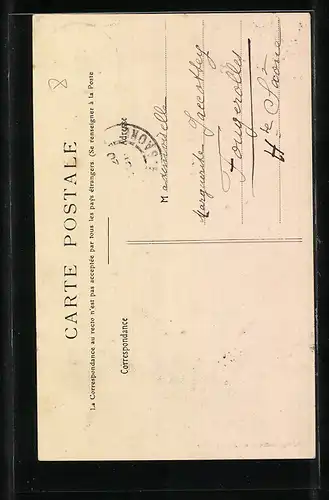 CARTE POSTALE
La Correspondance au recto n'est pas acceptée par tous les pays étrangers. (Se renseigner à la Poste
Correspondance
Adresse
Mademoiselle
Marguerite
Fougerolles
Hte Saône